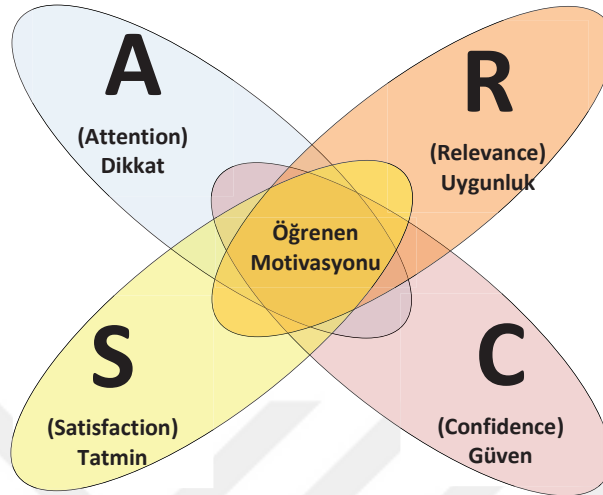 A
(Attention)
Dikkat
R
(Relevance)
Uygunluk
Öğrenen
Motivasyonu
S
(Satisfaction)
Tatmin
C
(Confidence)
Güven